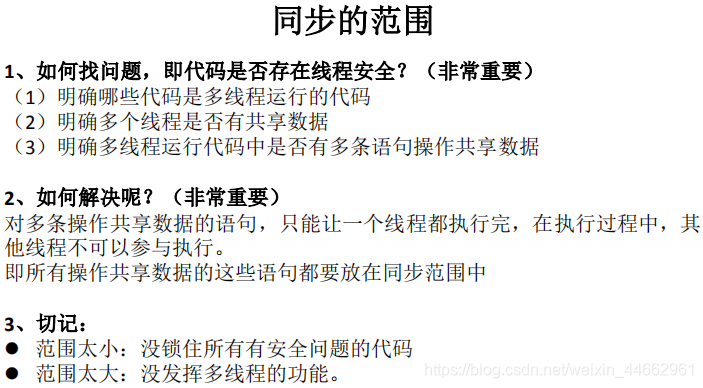 同步的范围
1、如何找问题，即代码是否存在线程安全？（非常重要）
（1）明确哪些代码是多线程运行的代码
（2）明确多个线程是否有共享数据
（3）明确多线程运行代码中是否有多条语句操作共享数据
2、如何解决呢？（非常重要）
对多条操作共享数据的语句，只能让一个线程都执行完，在执行过程中，其
他线程不可以参与执行。
即所有操作共享数据的这些语句都要放在同步范围中
3、切记：
● 范围太小：没锁住所有有安全问题的代码
● 范围太大：没发挥多线程的功能。
https://blog.csdn.net/weixin_44662961